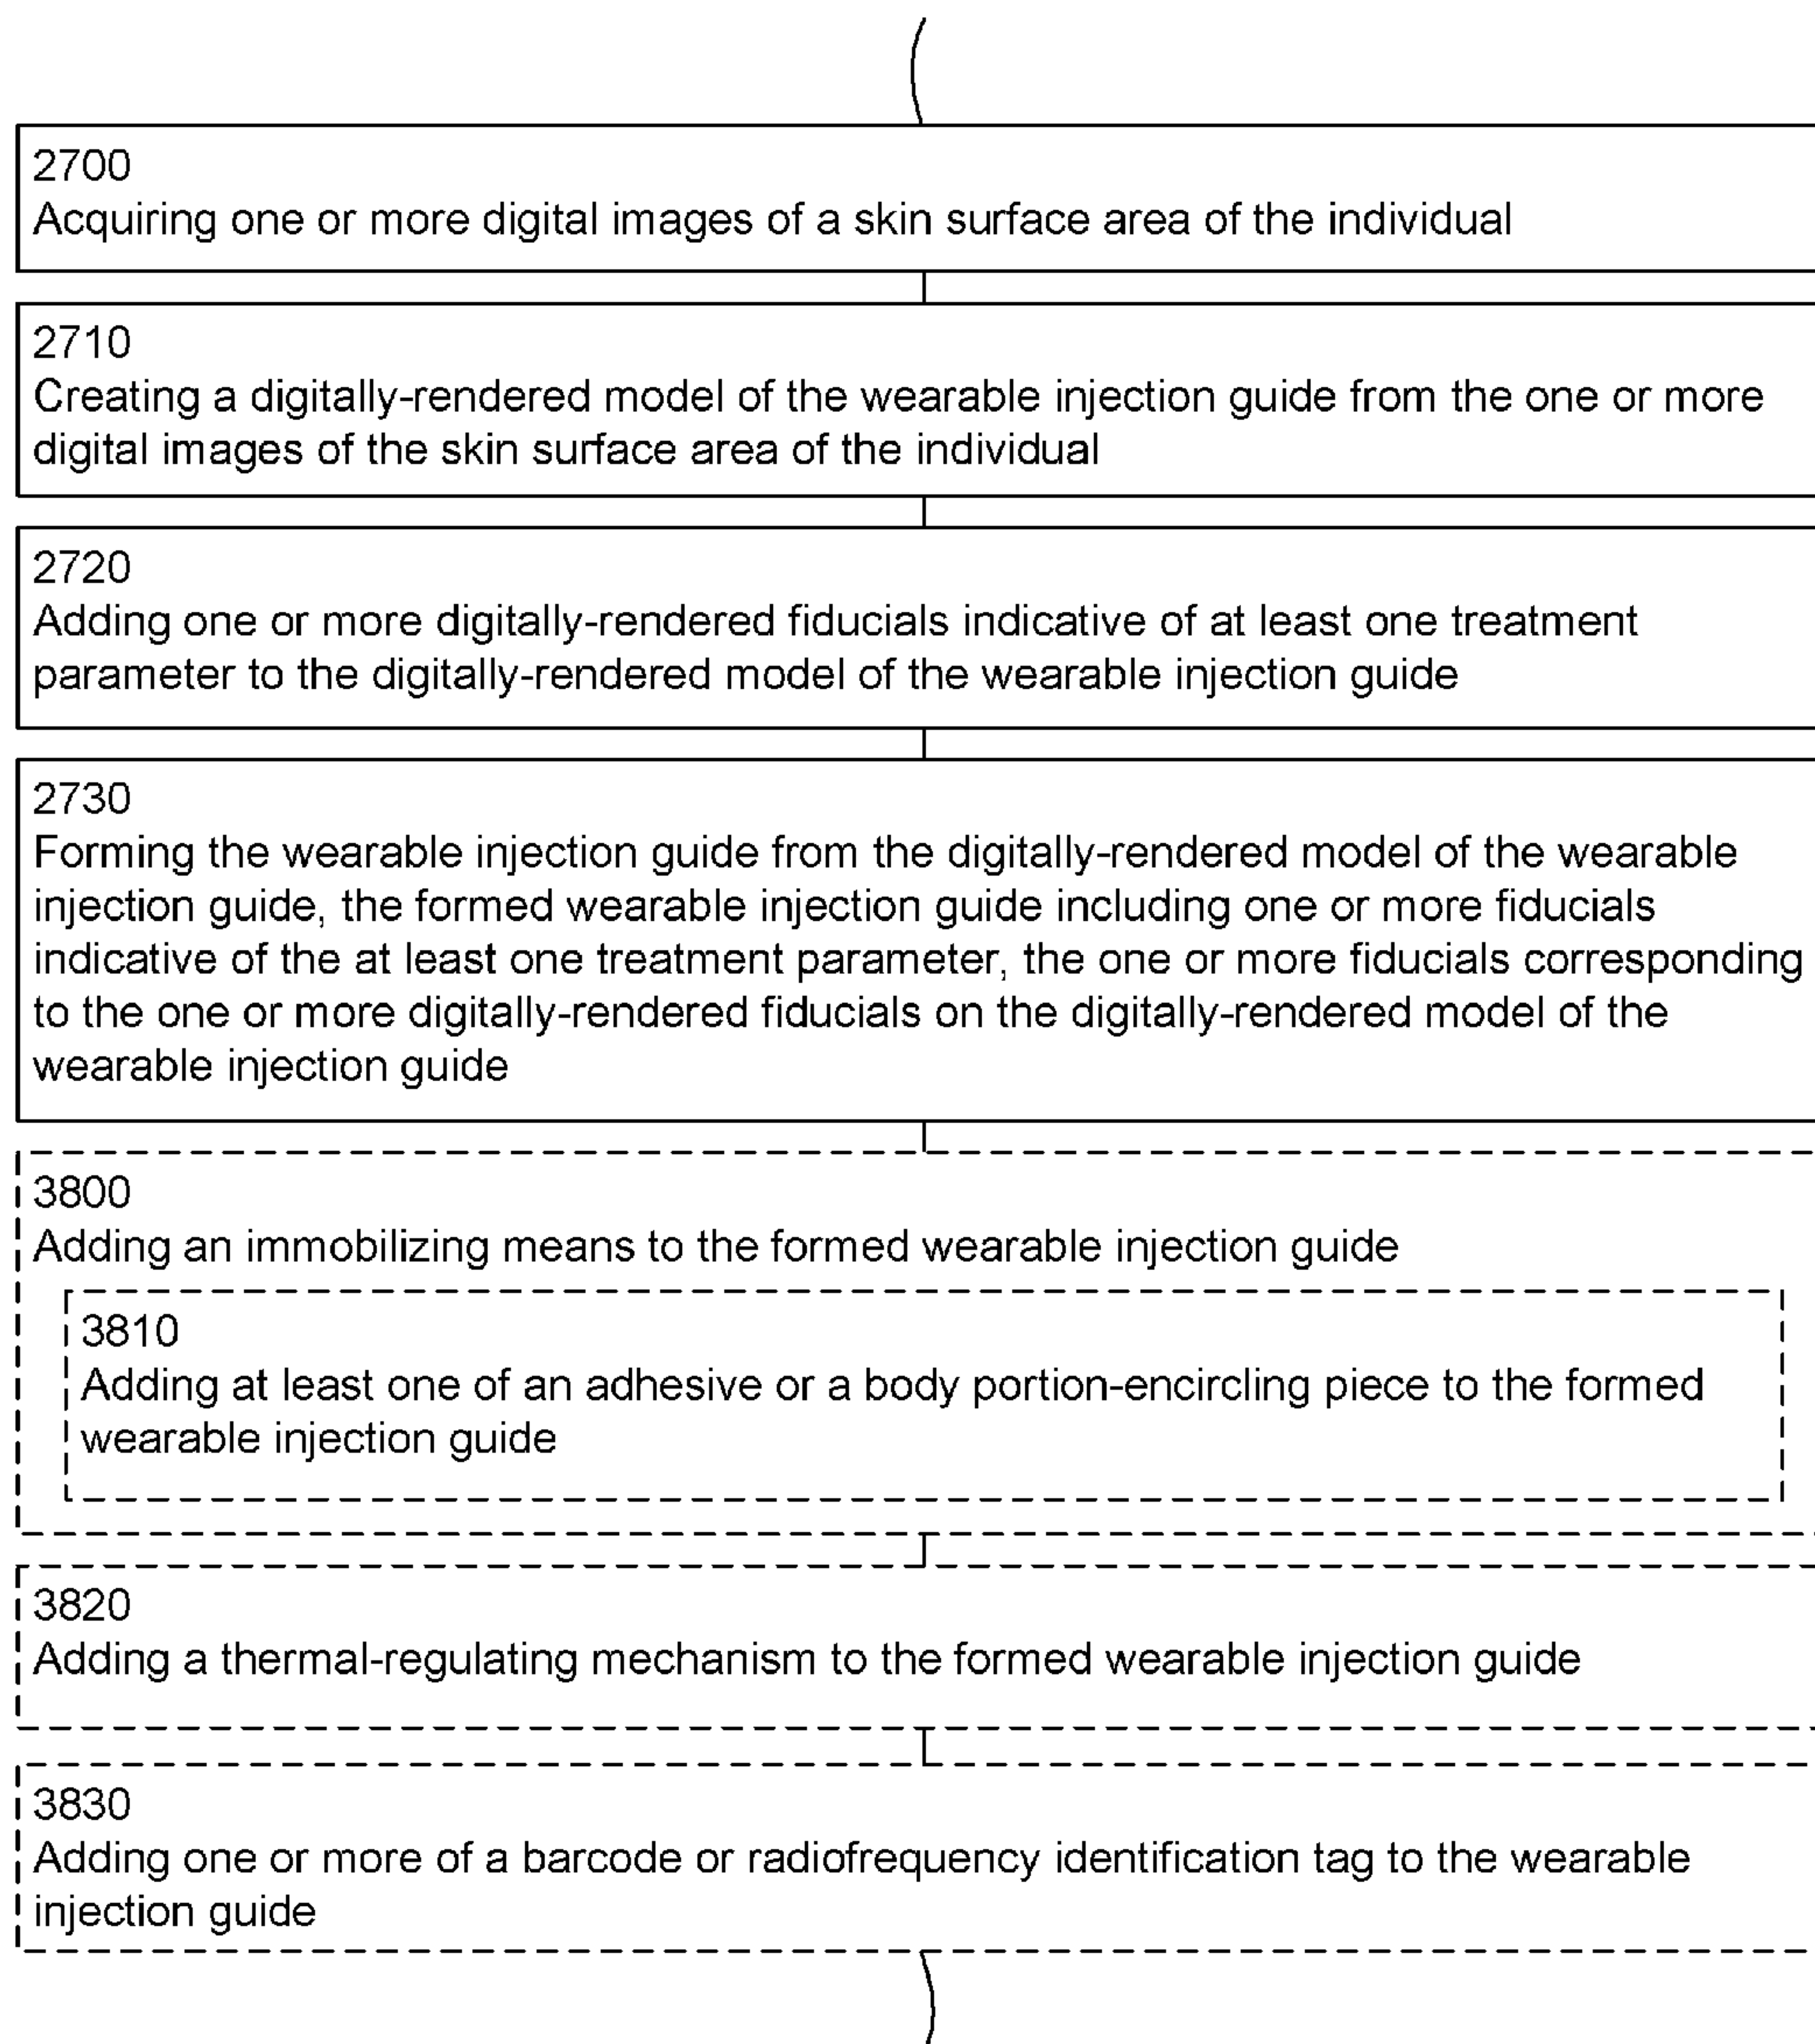 2700
Acquiring one or more digital images of a skin surface area of the individual
2710
Creating a digitally-rendered model of the wearable injection guide from the one or more
digital images of the skin surface area of the individual
2720
Adding one or more digitally-rendered fiducials indicative of at least one treatment
parameter to the digitally-rendered model of the wearable injection guide
2730
Forming the wearable injection guide from the digitally-rendered model of the wearable
injection guide, the formed wearable injection guide including one or more fiducials
indicative of the at least one treatment parameter, the one or more fiducials corresponding
to the one or more digitally-rendered fiducials on the digitally-rendered model of the
wearable injection guide
3800
Adding an immobilizing means to the formed wearable injection guide
3810
Adding at least one of an adhesive or a body portion-encircling piece to the formed
wearable injection guide
3820
Adding a thermal-regulating mechanism to the formed wearable injection guide
3830
Adding one or more of a barcode or radiofrequency identification tag to the wearable
injection guide